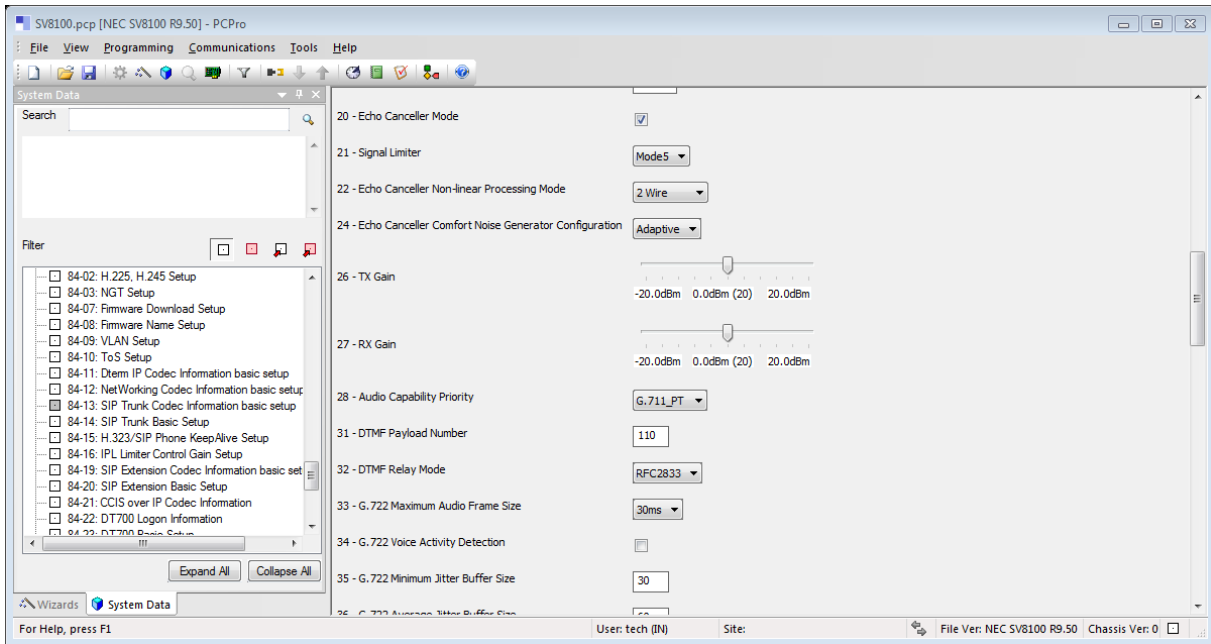 SV8100.pcp [NEC SV8100 R9.50] - PCPro
File View Programming Communications Tools Help
System Data
Search
Filter
84-02: H.225, H.245 Setup
84-03: NGT Setup
84-07: Firmware Download Setup
84-08: Firmware Name Setup
84-09: VLAN Setup
84-10: ToS Setup
84-11: Dterm IP Codec Information basic setup
84-12: NetWorking Codec Information basic setup
84-13: SIP Trunk Codec Information basic setup
84-14: SIP Trunk Basic Setup
84-15: H.323/SIP Phone KeepAlive Setup
84-16: IPL Limiter Control Gain Setup
84-19: SIP Extension Codec Information basic set
84-20: SIP Extension Basic Setup
84-21: CCIS over IP Codec Information
84-22: DT700 Logon Information
84-23: DT700 Basic Setup
Expand All Collapse All
Wizards System Data
20 - Echo Canceller Mode
21 - Signal Limiter Mode5
22 - Echo Canceller Non-linear Processing Mode 2 Wire
24 - Echo Canceller Comfort Noise Generator Configuration Adaptive
26 - TX Gain
-20.0dBm 0.0dBm (20) 20.0dBm
27 - RX Gain
-20.0dBm 0.0dBm (20) 20.0dBm
28 - Audio Capability Priority G.711_PT
31 - DTMF Payload Number 110
32 - DTMF Relay Mode RFC2833
33 - G.722 Maximum Audio Frame Size 30ms
34 - G.722 Voice Activity Detection
35 - G.722 Minimum Jitter Buffer Size 30
36 - G.722 Average Jitter Buffer Size
For Help, press F1 User: tech (IN) Site: File Ver: NEC SV8100 R9.50 Chassis Ver: 0